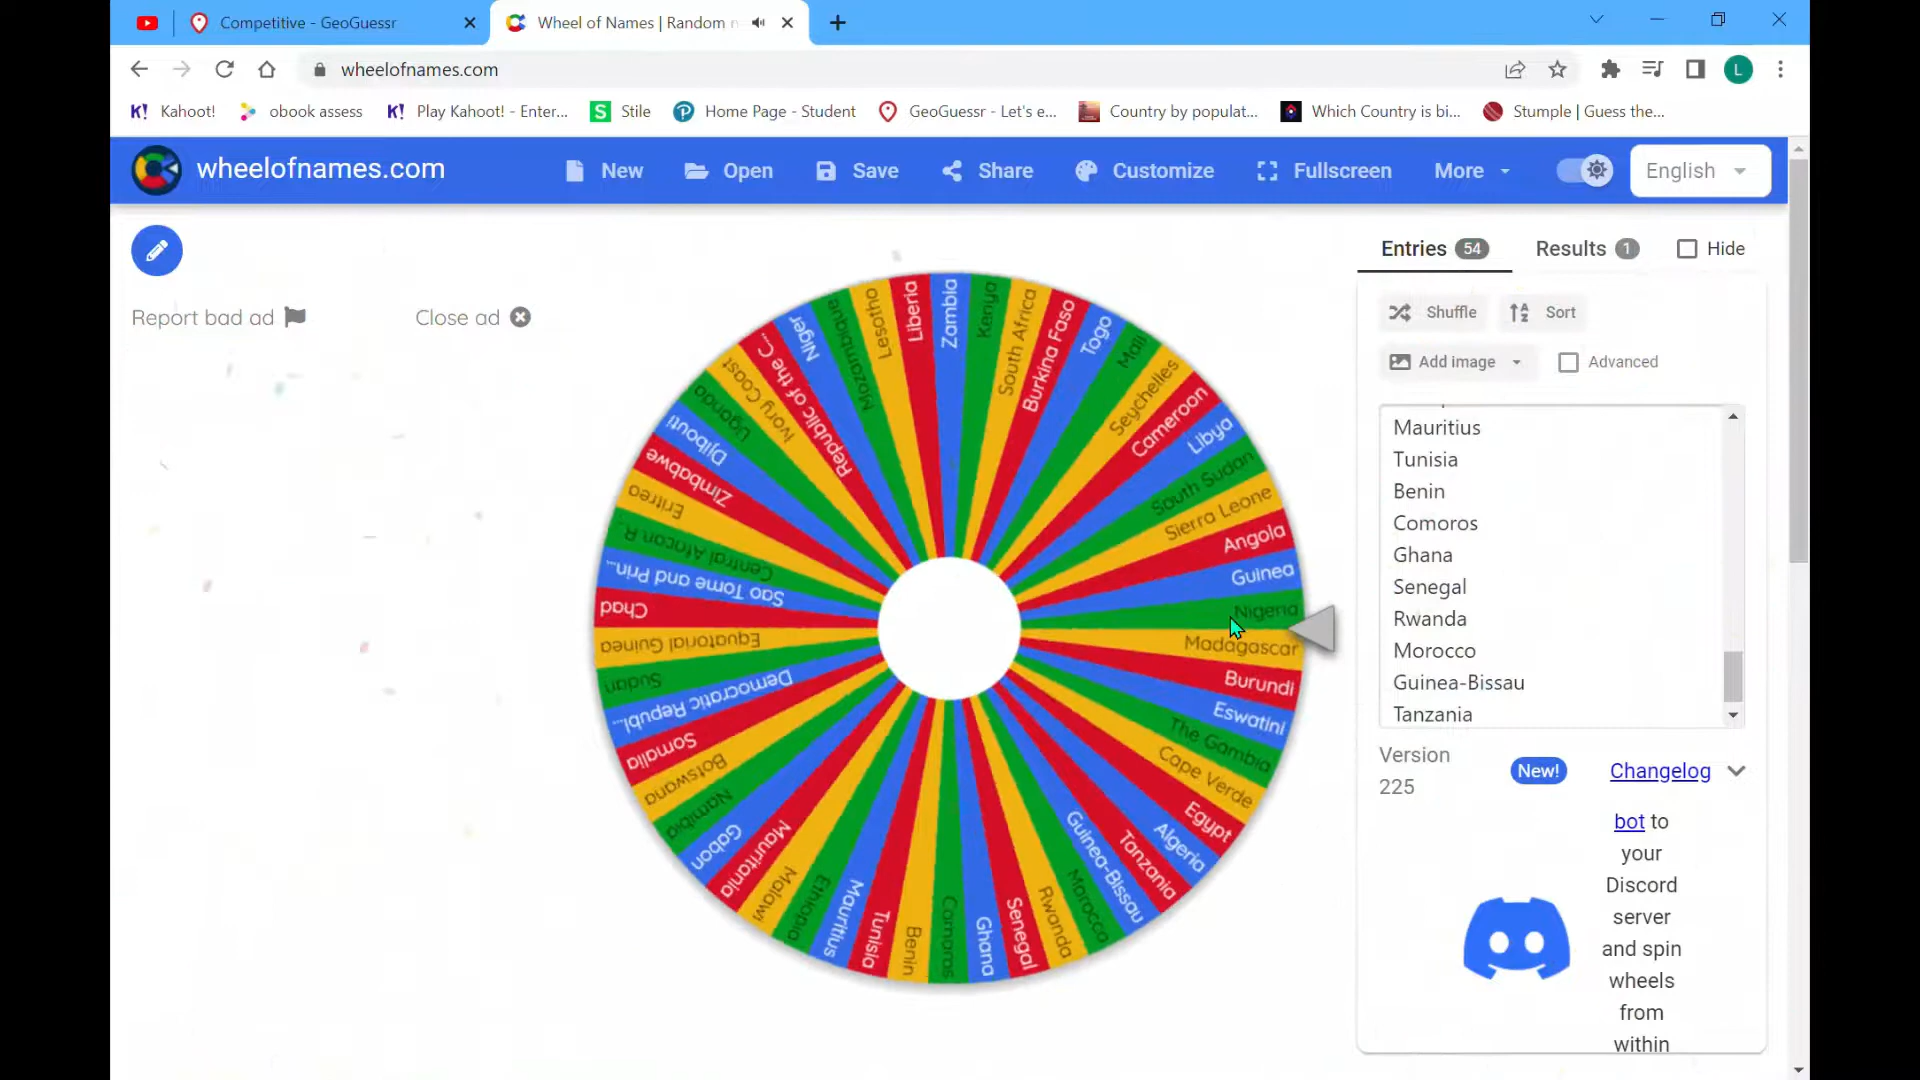 Competitive - GeoGuessr
Wheel of Names | Random n
wheelofnames.com
L
K! Kahoot!
obook assess
K! Play Kahoot! - Enter...
S Stile
Home Page - Student
GeoGuessr - Let's e...
Country by populat...
Which Country is bi...
Stumple | Guess the...
wheelofnames.com
New
Open
Save
Share
Customize
Fullscreen
More
English
Report bad ad
Close ad
Entries 54
Results 1
Hide
Shuffle
Sort
Add image
Advanced
Mauritius
Tunisia
Benin
Comoros
Ghana
Senegal
Rwanda
Morocco
Guinea-Bissau
Tanzania
Version
225
New!
Changelog
bot to
your
Discord
server
and spin
wheels
from
within
Zambia
Kenya
South Africa
Burkina Faso
Togo
Mali
Seychelles
Cameroon
Libya
South Sudan
Sierra Leone
Angola
Guinea
Nigeria
Madagascar
Burundi
Eswatini
The Gambia
Cape Verde
Egypt
Algeria
Tanzania
Guinea-Bissau
Morocco
Rwanda
Senegal
Ghana
Comoros
Benin
Tunisia
Mauritius
Ethiopia
Malawi
Mauritania
Gabon
Namibia
Botswana
Somalia
Democratic Republ...
Sudan
Equatorial Guinea
Chad
Sao Tome and Prin...
Central African R...
Eritrea
Zimbabwe
Djibouti
Uganda
Ivory Coast
Republic of the C...
Niger
Mozambique
Lesotho
Liberia